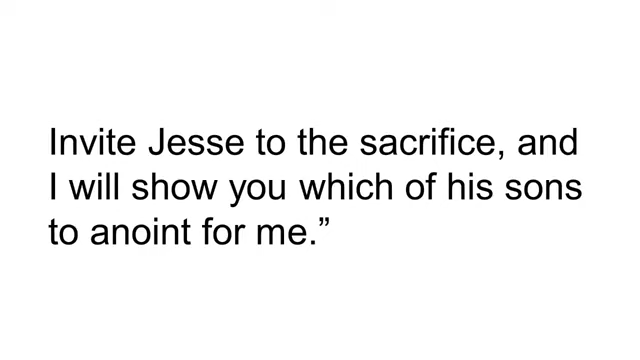 Invite Jesse to the sacrifice, and
I will show you which of his sons
to anoint for me.”